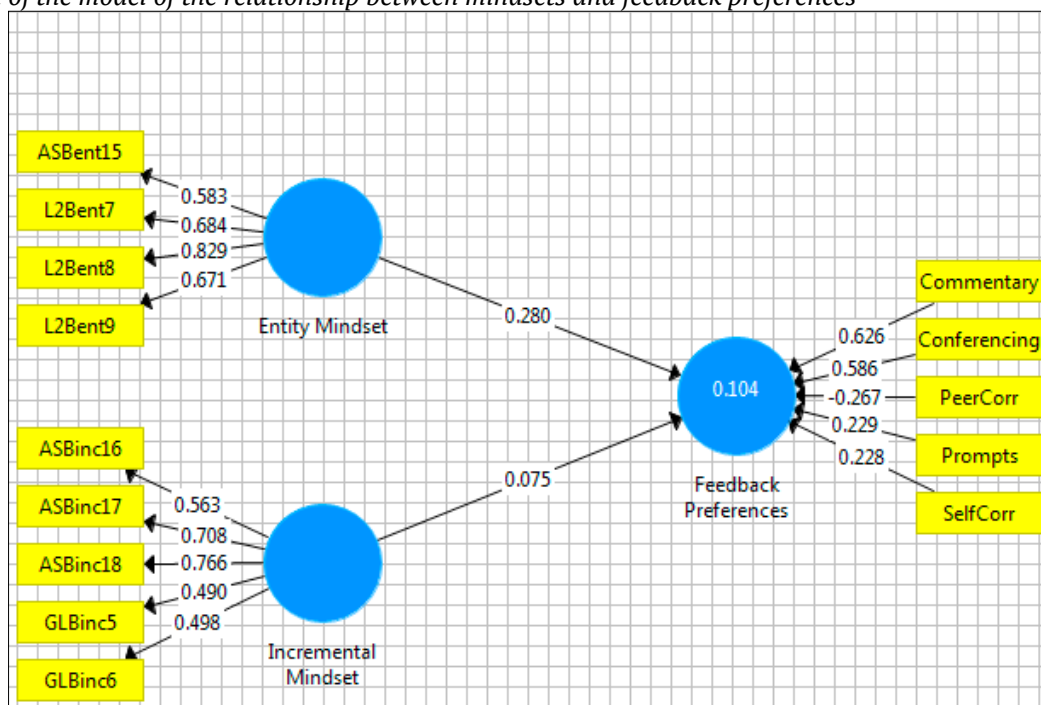 of the model of the relationship between mindsets and feedback preferences
ASBent15
L2Bent7
L2Bent8
L2Bent9
0.583
0.684
0.829
0.671
Entity Mindset
0.280
Commentary
Conferencing
PeerCorr
Prompts
SelfCorr
0.626
0.586
-0.267
0.229
0.228
0.104
Feedback
Preferences
ASBinc16
ASBinc17
ASBinc18
GLBinc5
GLBinc6
0.563
0.708
0.766
0.490
0.498
0.075
Incremental
Mindset